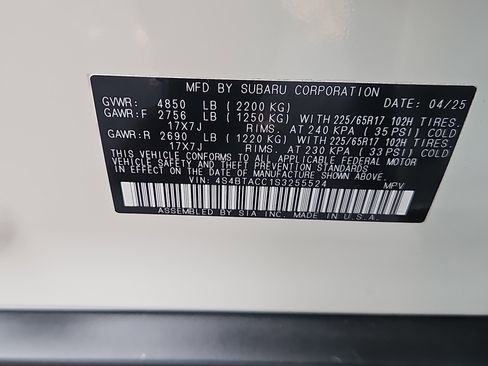 MFD BY SUBARU CORPORATION
GVWR: 4850 LB (2200 KG) DATE: 04/25
GAWR:F 2756 LB (1250 KG) WITH 225/65R17 102H TIRES.
17X7J RIMS. AT 240 KPA (35 PSI) COLD
GAWR:R 2690 LB (1220 KG) WITH 225/65R17 102H TIRES.
17X7J RIMS. AT 230 KPA (33 PSI) COLD
THIS VEHICLE CONFORMS TO ALL APPLICABLE FEDERAL MOTOR
VEHICLE SAFETY AND THEFT PREVENTION STANDARDS
IN EFFECT ON THE DATE OF MANUFACTURE SHOWN ABOVE.
VIN: 4S4BTACC1S3255524 MPV
ASSEMBLED BY SIA INC. MADE IN U.S.A.